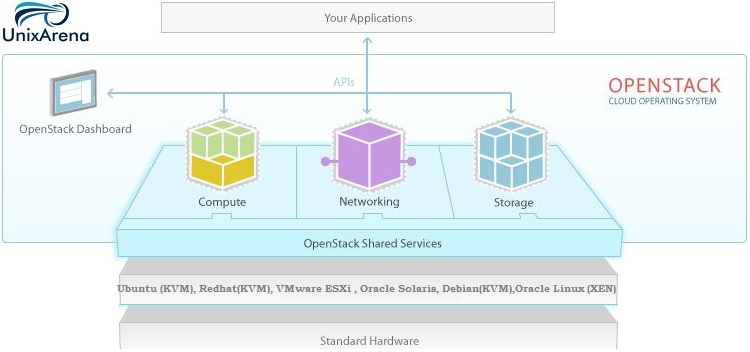 UnixArena
Your Applications
APIs
OPENSTACK
CLOUD OPERATING SYSTEM
OpenStack Dashboard
Compute
Networking
Storage
OpenStack Shared Services
Ubuntu (KVM), Redhat(KVM), VMware ESXi , Oracle Solaris, Debian(KVM),Oracle Linux (XEN)
Standard Hardware